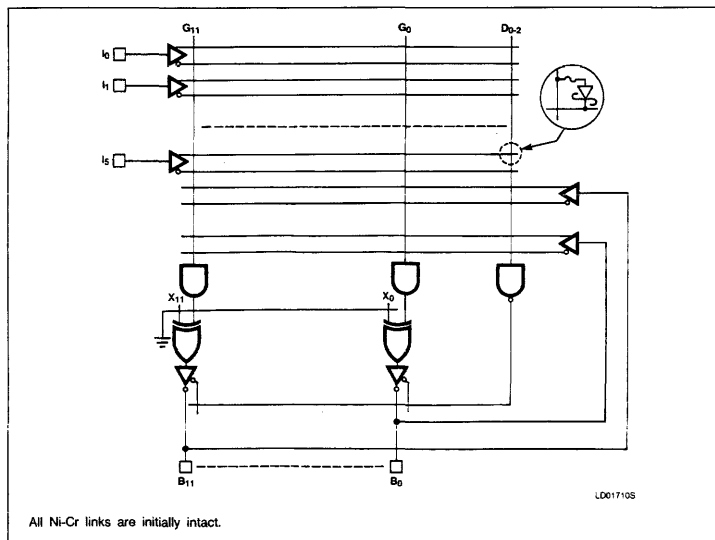 G11 G0 D0-2
I0
I1
I5
X11 X0
B11 B0
LD01710S
All Ni-Cr links are initially intact.